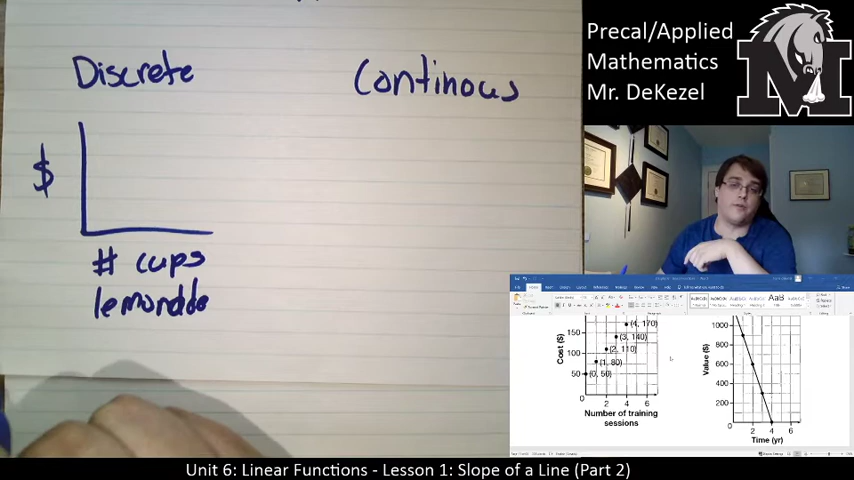 Discrete
Continous
$
# cups
lemonade
Precal/Applied
Mathematics
Mr. DeKezel
M
Cost ($)
150
100
50
0
2
4
6
(4, 170)
(3, 140)
(2, 110)
(1, 80)
(0, 50)
Number of training
sessions
Value ($)
1000
800
600
400
200
0
2
4
6
Time (yr)
Unit 6: Linear Functions - Lesson 1: Slope of a Line (Part 2)